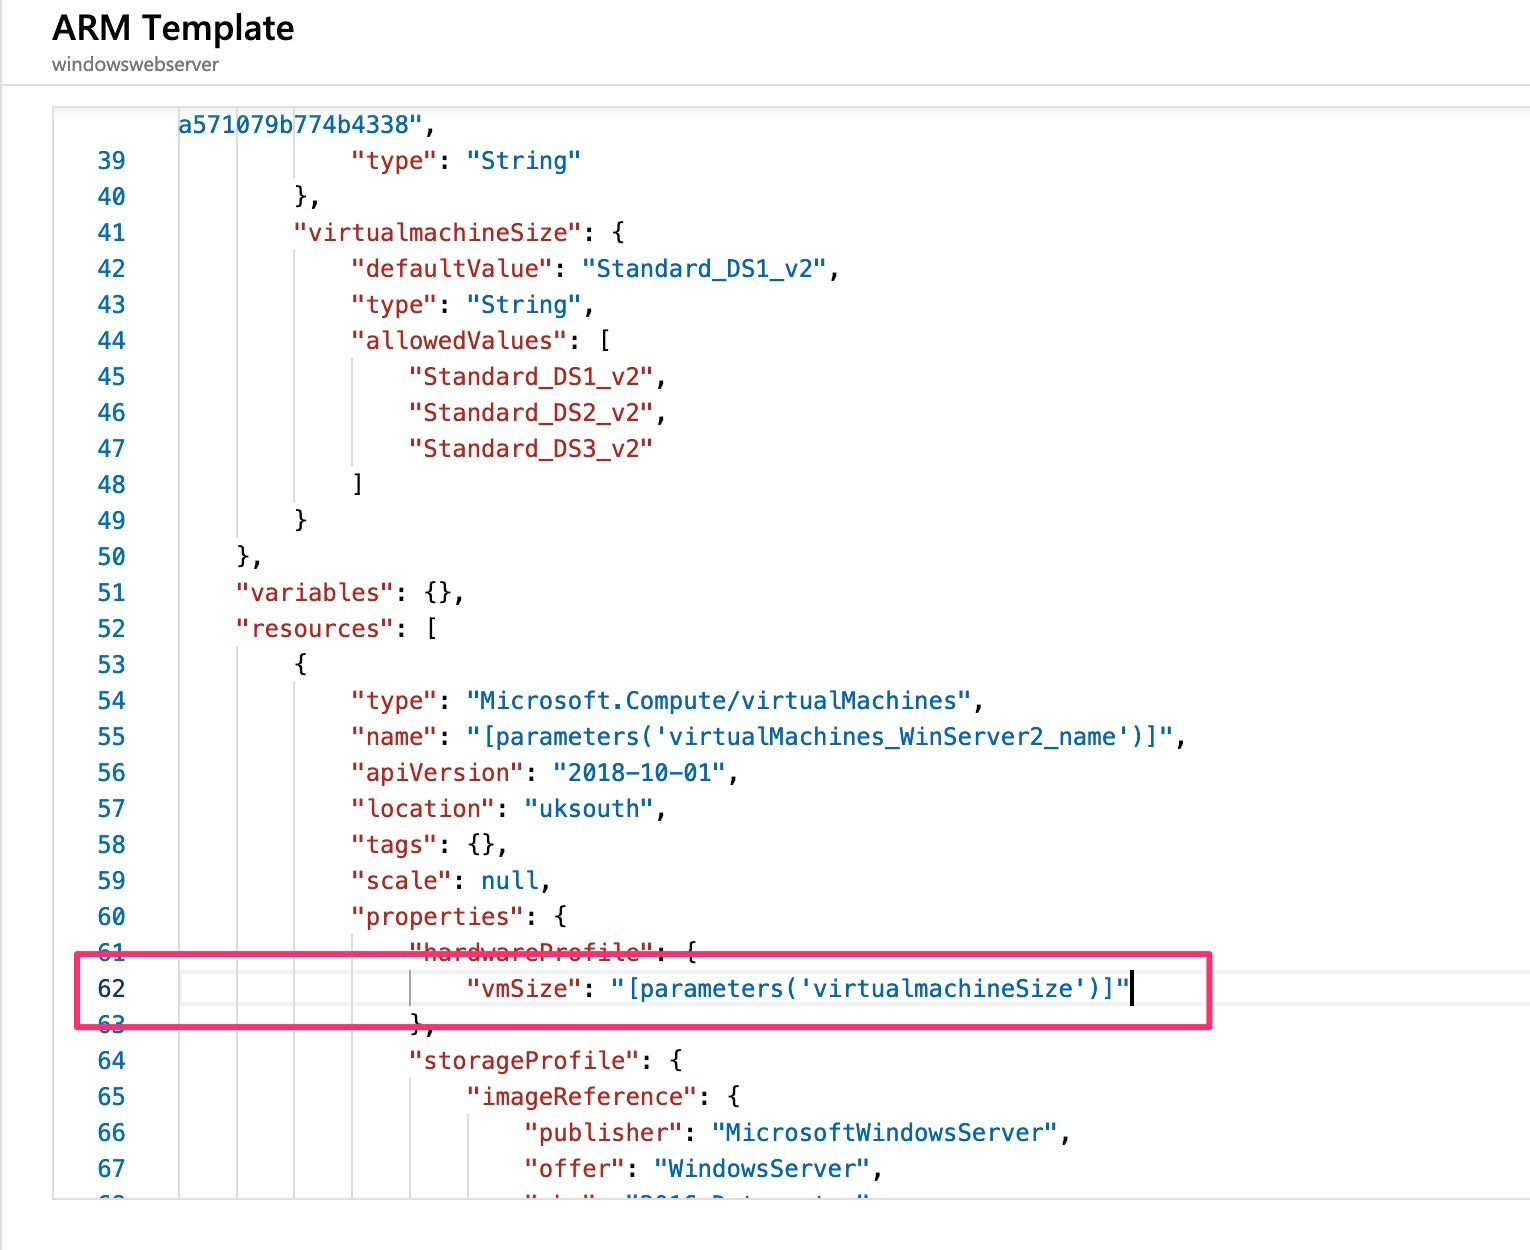 ARM Template
windowswebserver
a571079b774b4338",
39 "type": "String"
40 },
41 "virtualmachineSize": {
42 "defaultValue": "Standard_DS1_v2",
43 "type": "String",
44 "allowedValues": [
45 "Standard_DS1_v2",
46 "Standard_DS2_v2",
47 "Standard_DS3_v2"
48 ]
49 }
50 },
51 "variables": {},
52 "resources": [
53 {
54 "type": "Microsoft.Compute/virtualMachines",
55 "name": "[parameters('virtualMachines_WinServer2_name')]",
56 "apiVersion": "2018-10-01",
57 "location": "uksouth",
58 "tags": {},
59 "scale": null,
60 "properties": {
61 "hardwareProfile": {
62 "vmSize": "[parameters('virtualmachineSize')]"
63 },
64 "storageProfile": {
65 "imageReference": {
66 "publisher": "MicrosoftWindowsServer",
67 "offer": "WindowsServer",